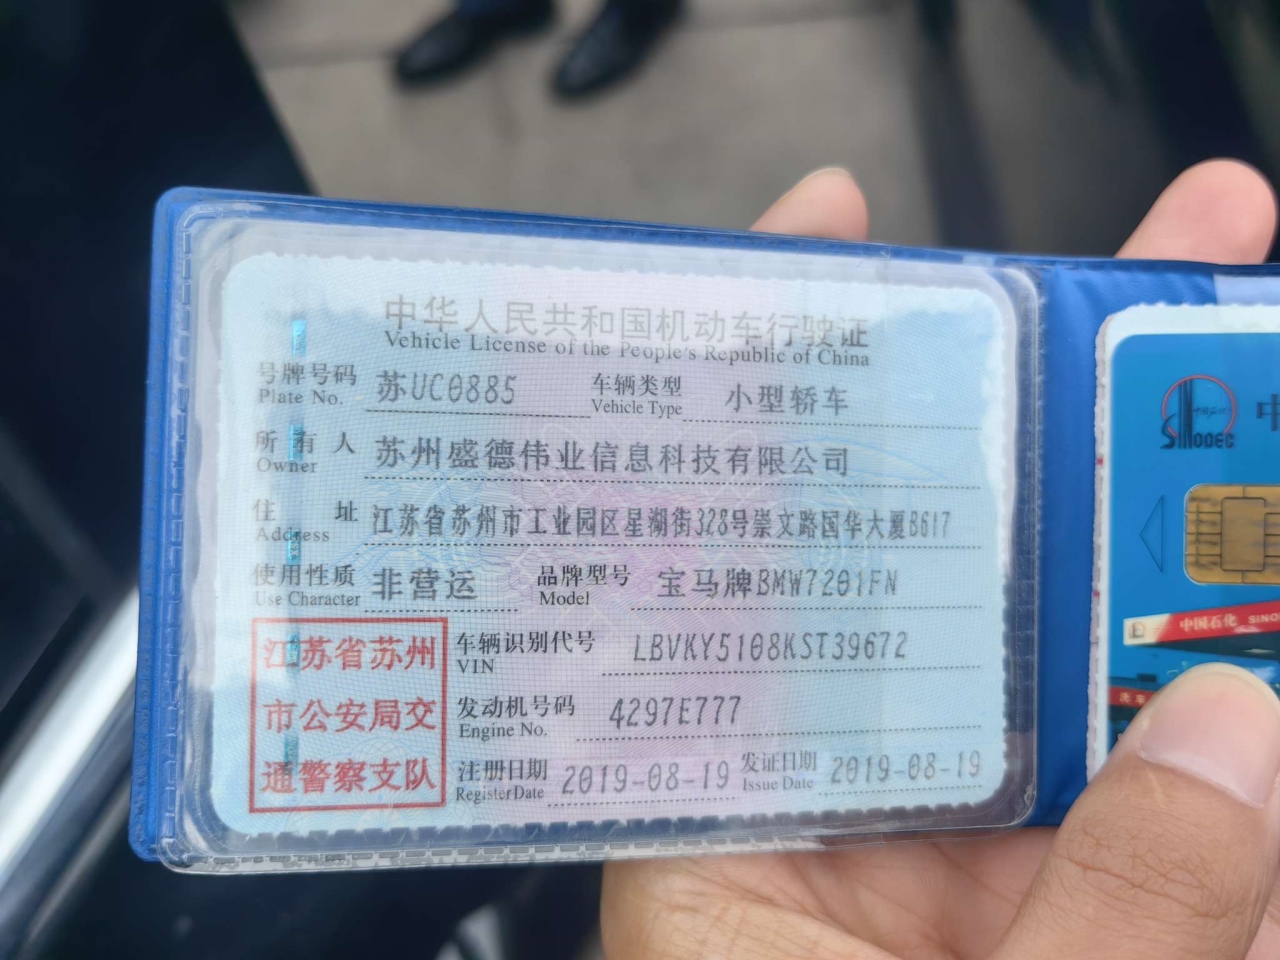 中华人民共和国机动车行驶证
Vehicle License of the People's Republic of China
号牌号码 苏UC0885 车辆类型 小型轿车
Plate No. Vehicle Type
所有人 苏州盛德伟业信息科技有限公司
Owner
住址 江苏省苏州市工业园区星湖街328号崇文路国华大厦B617
Address
使用性质 非营运 品牌型号 宝马牌BMW7201FN
Use Character Model
江苏省苏州
市公安局交
通警察支队
车辆识别代号 LBVKY5108KST39672
VIN
发动机号码 4297E777
Engine No.
注册日期 2019-08-19 发证日期 2019-08-19
Register Date Issue Date
SINOPEC
中
中国石化 SINO